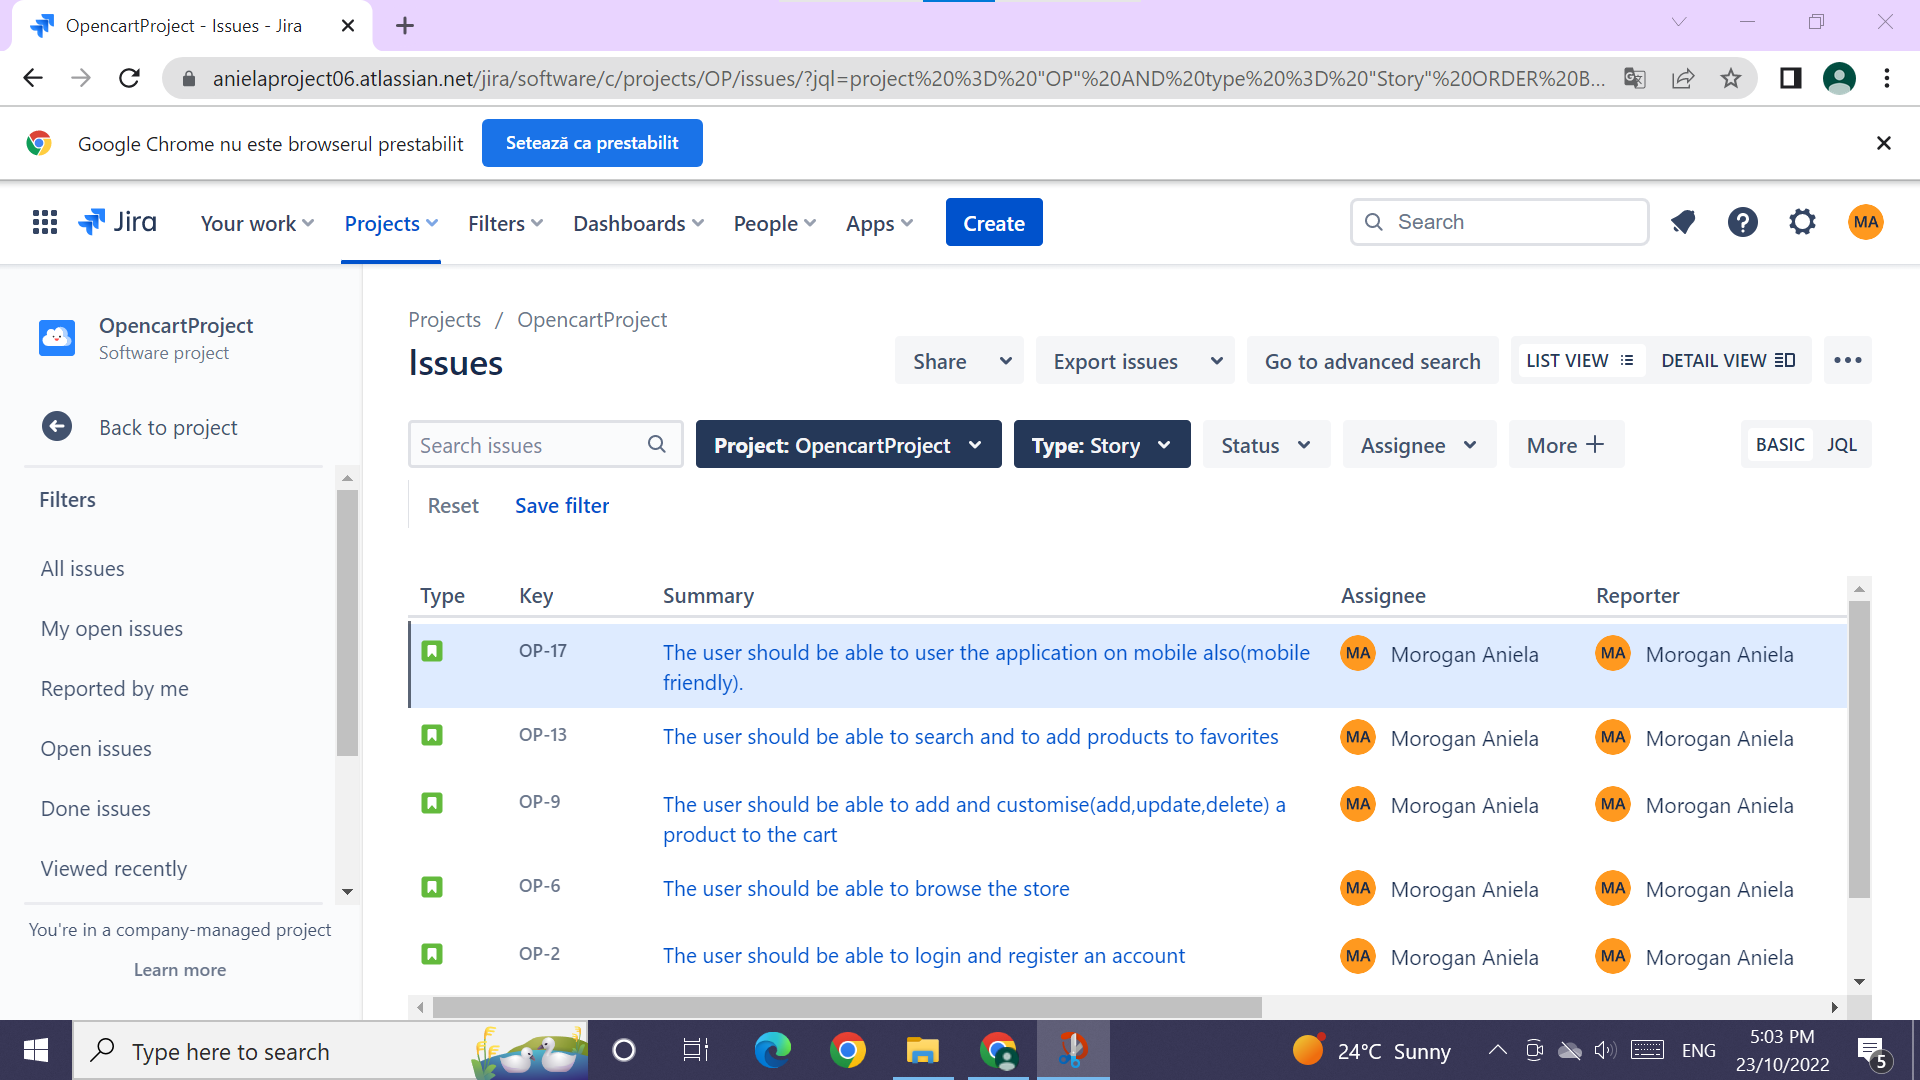 OpencartProject - Issues - Jira
anielaproject06.atlassian.net/jira/software/c/projects/OP/issues/?jql=project%20%3D%20"OP"%20AND%20type%20%3D%20"Story"%20ORDER%20B...
Google Chrome nu este browserul prestabilit
Setează ca prestabilit
Jira
Your work
Projects
Filters
Dashboards
People
Apps
Create
Search
MA
OpencartProject
Software project
Back to project
Filters
All issues
My open issues
Reported by me
Open issues
Done issues
Viewed recently
You're in a company-managed project
Learn more
Projects / OpencartProject
Issues
Share
Export issues
Go to advanced search
LIST VIEW
DETAIL VIEW
Search issues
Project: OpencartProject
Type: Story
Status
Assignee
More
BASIC
JQL
Reset
Save filter
Type Key Summary Assignee Reporter
OP-17 The user should be able to user the application on mobile also(mobile MA Morogan Aniela MA Morogan Aniela
friendly).
OP-13 The user should be able to search and to add products to favorites MA Morogan Aniela MA Morogan Aniela
OP-9 The user should be able to add and customise(add,update,delete) a MA Morogan Aniela MA Morogan Aniela
product to the cart
OP-6 The user should be able to browse the store MA Morogan Aniela MA Morogan Aniela
OP-2 The user should be able to login and register an account MA Morogan Aniela MA Morogan Aniela
Type here to search
24°C Sunny
ENG
5:03 PM
23/10/2022
5